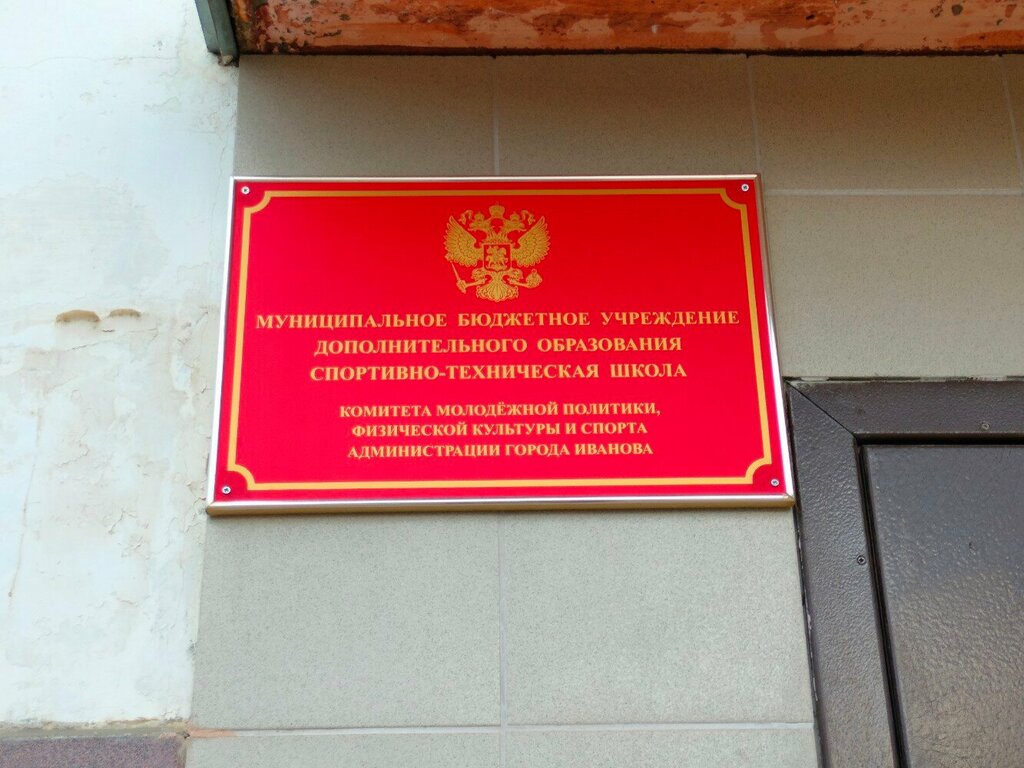 МУНИЦИПАЛЬНОЕ БЮДЖЕТНОЕ УЧРЕЖДЕНИЕ
ДОПОЛНИТЕЛЬНОГО ОБРАЗОВАНИЯ
СПОРТИВНО-ТЕХНИЧЕСКАЯ ШКОЛА
КОМИТЕТА МОЛОДЁЖНОЙ ПОЛИТИКИ,
ФИЗИЧЕСКОЙ КУЛЬТУРЫ И СПОРТА
АДМИНИСТРАЦИИ ГОРОДА ИВАНОВА